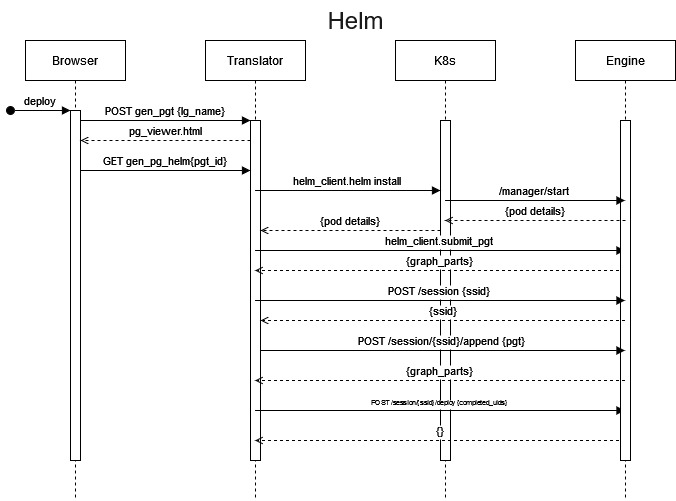 Helm
Browser
Translator
K8s
Engine
deploy
POST gen_pgt {lg_name}
pg_viewer.html
GET gen_pg_helm{pgt_id}
helm_client.helm install
/manager/start
{pod details}
{pod details}
helm_client.submit_pgt
{graph_parts}
POST /session {ssid}
{ssid}
POST /session/{ssid}/append {pgt}
{graph_parts}
POST /session/{ssid}/deploy {completed_uids}
{}